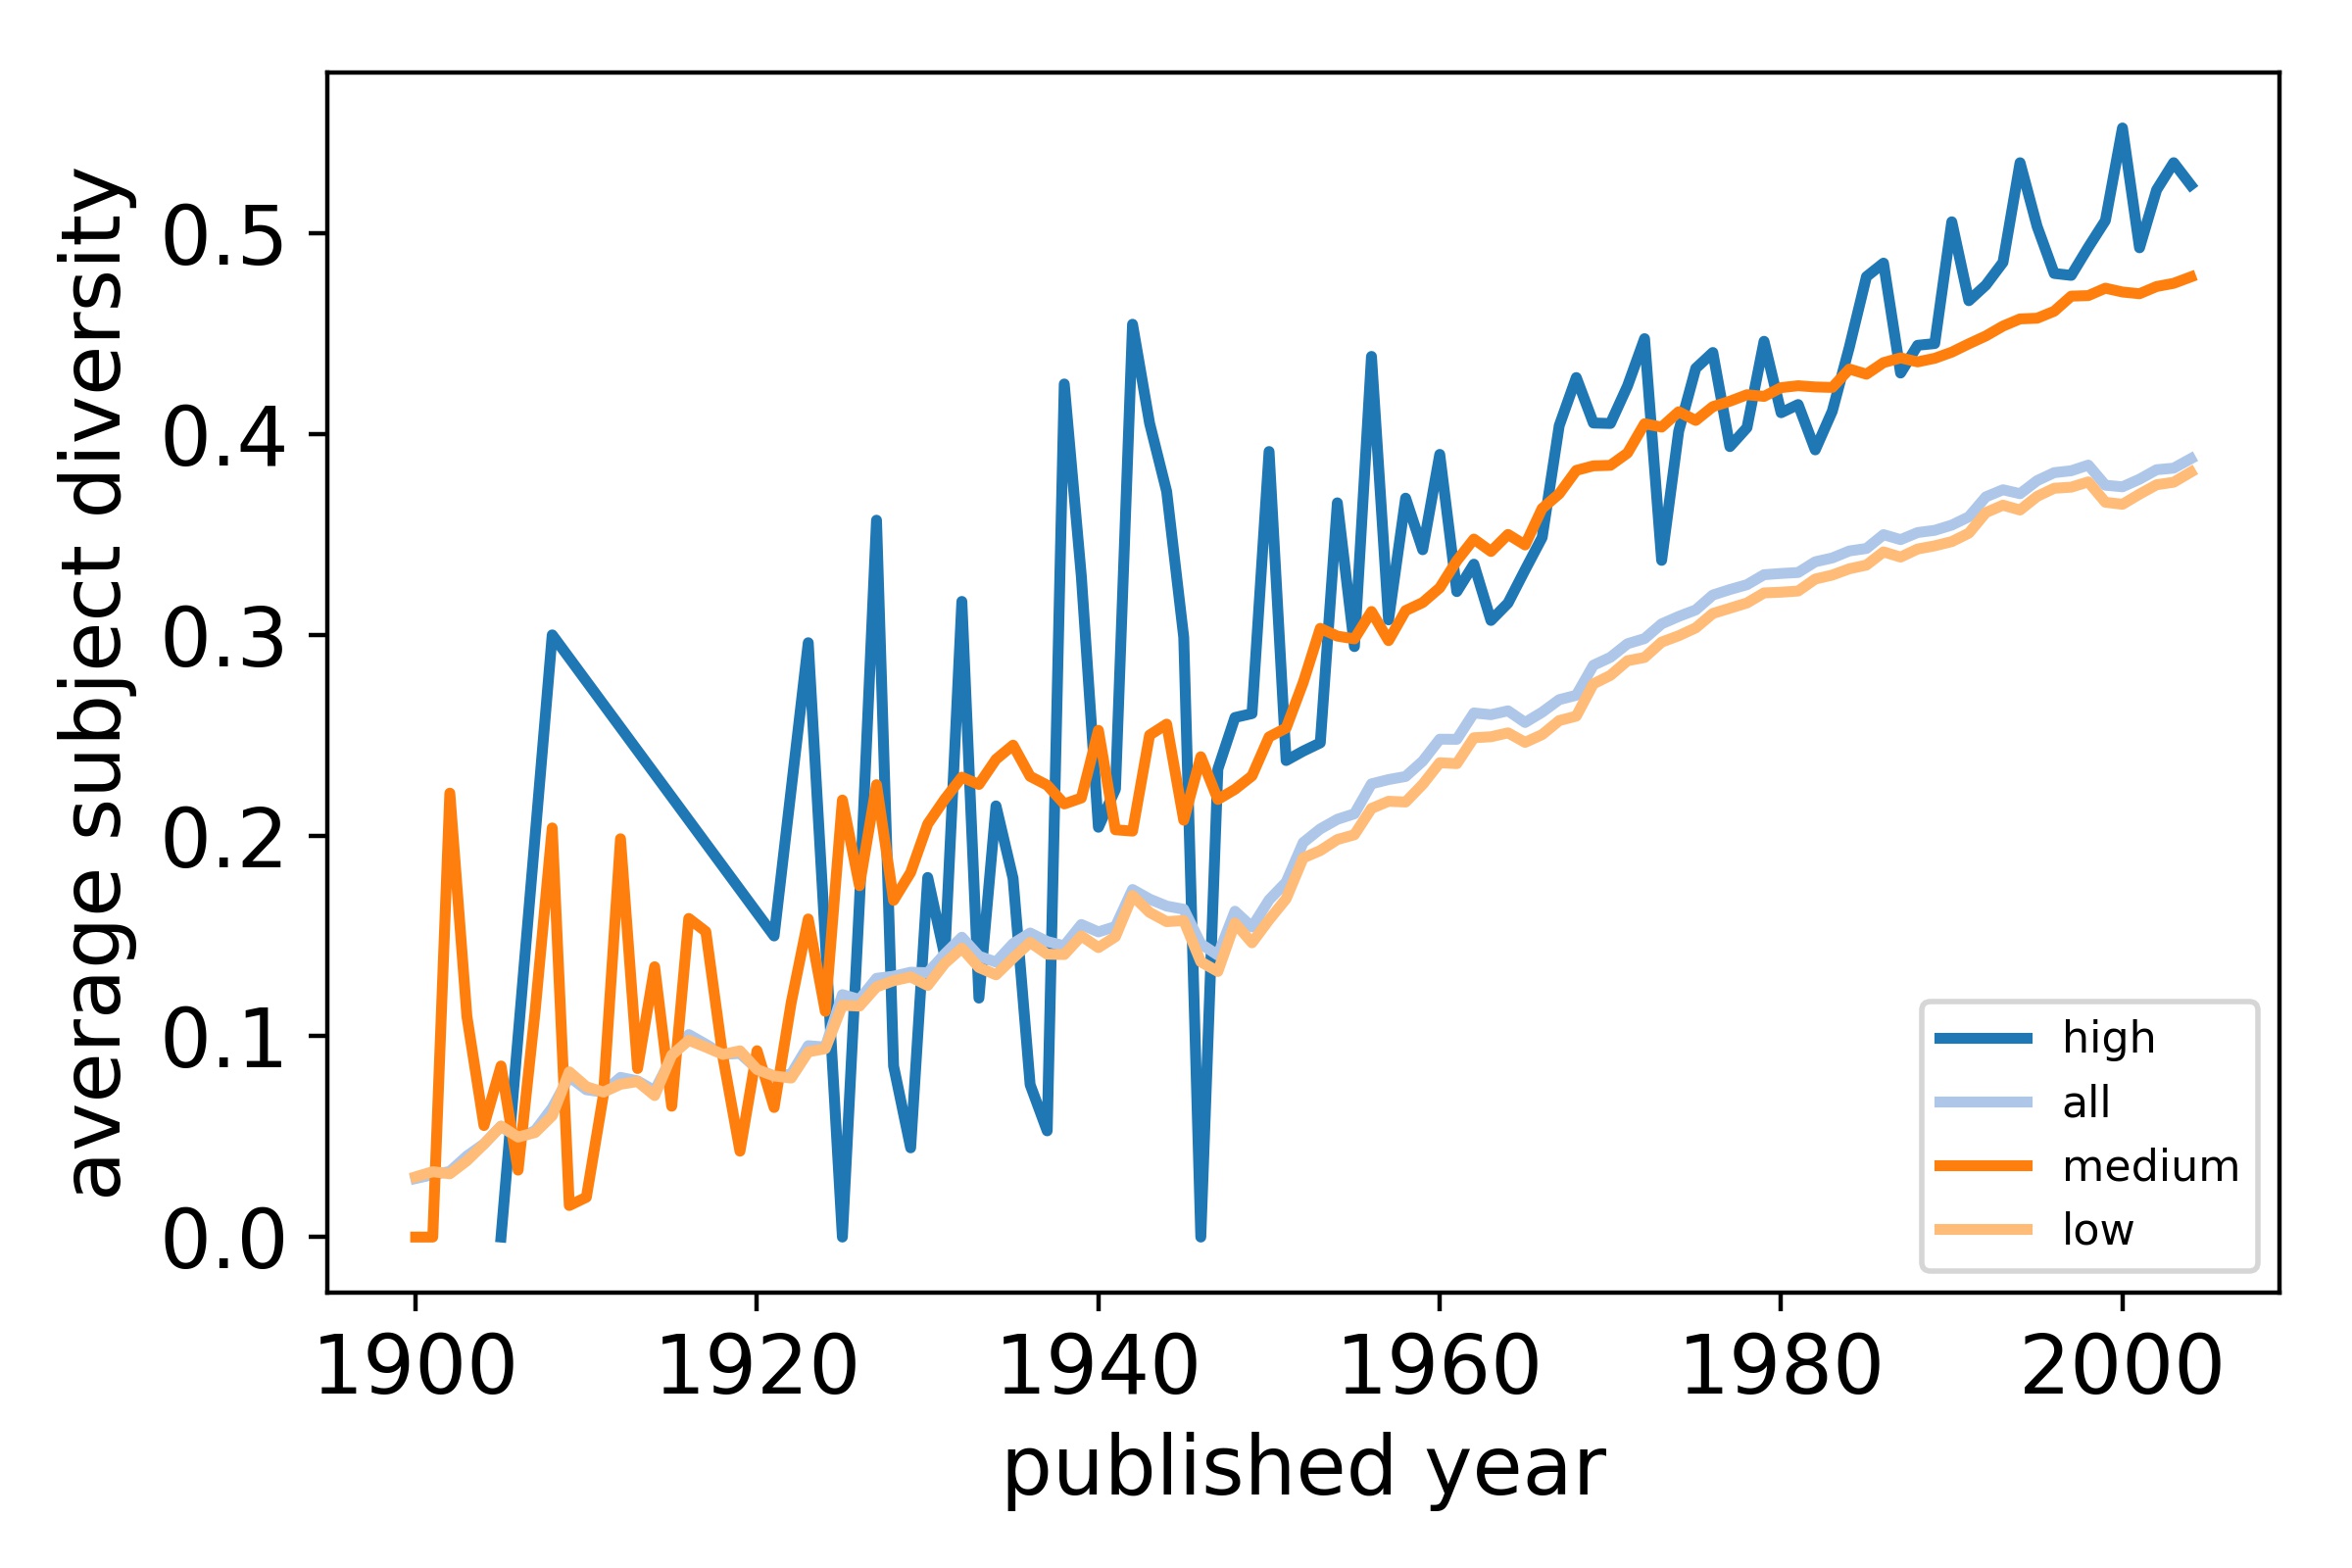 average subject diversity
0.5
0.4
0.3
0.2
0.1
0.0
high
all
medium
low
1900 1920 1940 1960 1980 2000
published year